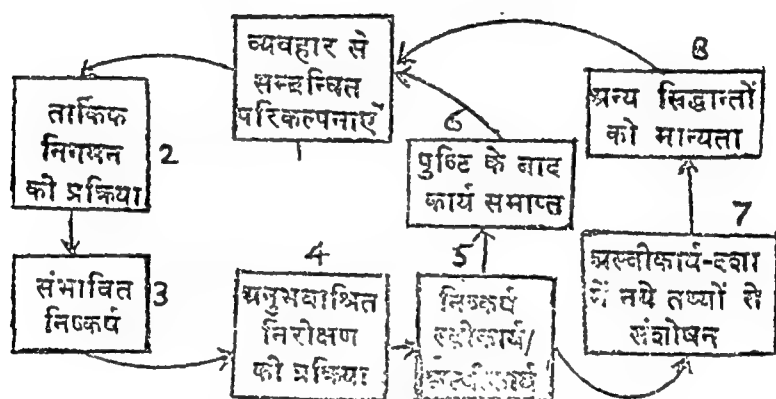 व्यवहार से
सम्बन्धित
परिकल्पनाएँ
1
तार्किक
निगमन
की प्रक्रिया
2
संभावित
निष्कर्ष
3
4
अनुभवाश्रित
निरीक्षण
की प्रक्रिया
5
निष्कर्ष
स्वीकार्य/
अस्वीकार्य
6
पुष्टि के बाद
कार्य समाप्त
7
अस्वीकार्य-दशा
में नये तथ्यों से
संशोधन
8
अन्य सिद्धान्तों
को मान्यता